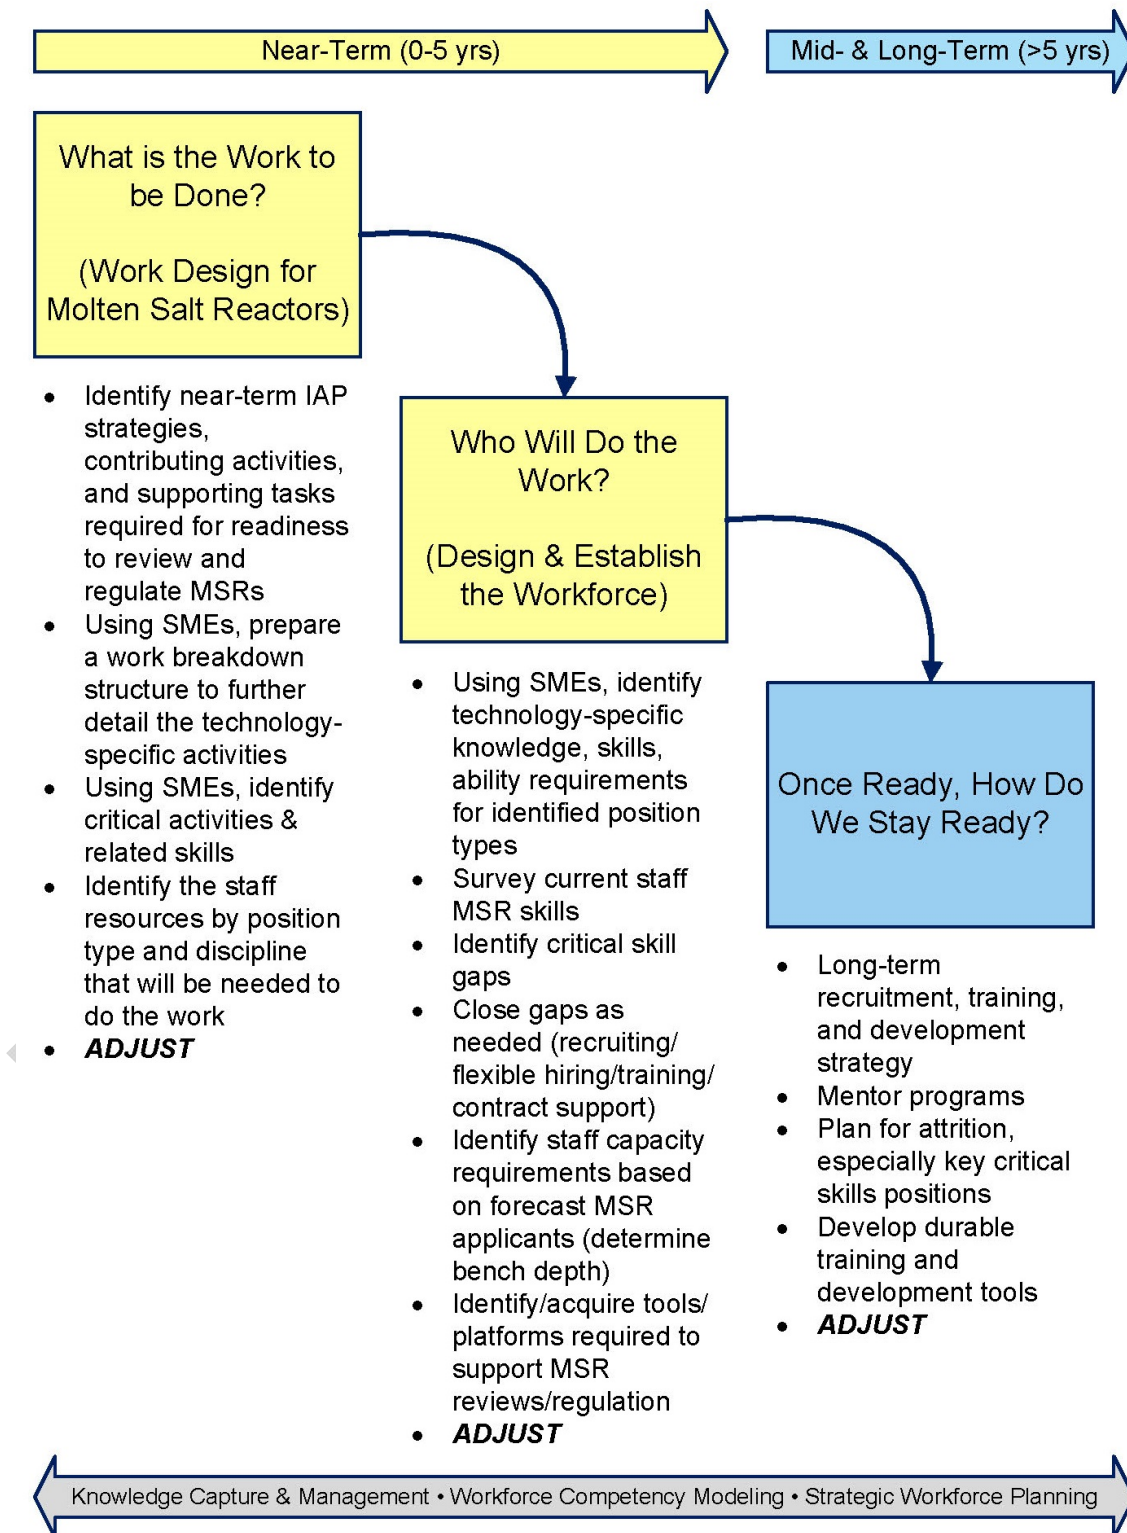 Near-Term (0-5 yrs)
Mid- & Long-Term (>5 yrs)
What is the Work to
be Done?
(Work Design for
Molten Salt Reactors)
• Identify near-term IAP
strategies,
contributing activities,
and supporting tasks
required for readiness
to review and
regulate MSRs
• Using SMEs, prepare
a work breakdown
structure to further
detail the technology-
specific activities
• Using SMEs, identify
critical activities &
related skills
• Identify the staff
resources by position
type and discipline
that will be needed to
do the work
• ADJUST
Who Will Do the
Work?
(Design & Establish
the Workforce)
• Using SMEs, identify
technology-specific
knowledge, skills,
ability requirements
for identified position
types
• Survey current staff
MSR skills
• Identify critical skill
gaps
• Close gaps as
needed (recruiting/
flexible hiring/training/
contract support)
• Identify staff capacity
requirements based
on forecast MSR
applicants (determine
bench depth)
• Identify/acquire tools/
platforms required to
support MSR
reviews/regulation
• ADJUST
Once Ready, How Do
We Stay Ready?
• Long-term
recruitment, training,
and development
strategy
• Mentor programs
• Plan for attrition,
especially key critical
skills positions
• Develop durable
training and
development tools
• ADJUST
Knowledge Capture & Management • Workforce Competency Modeling • Strategic Workforce Planning